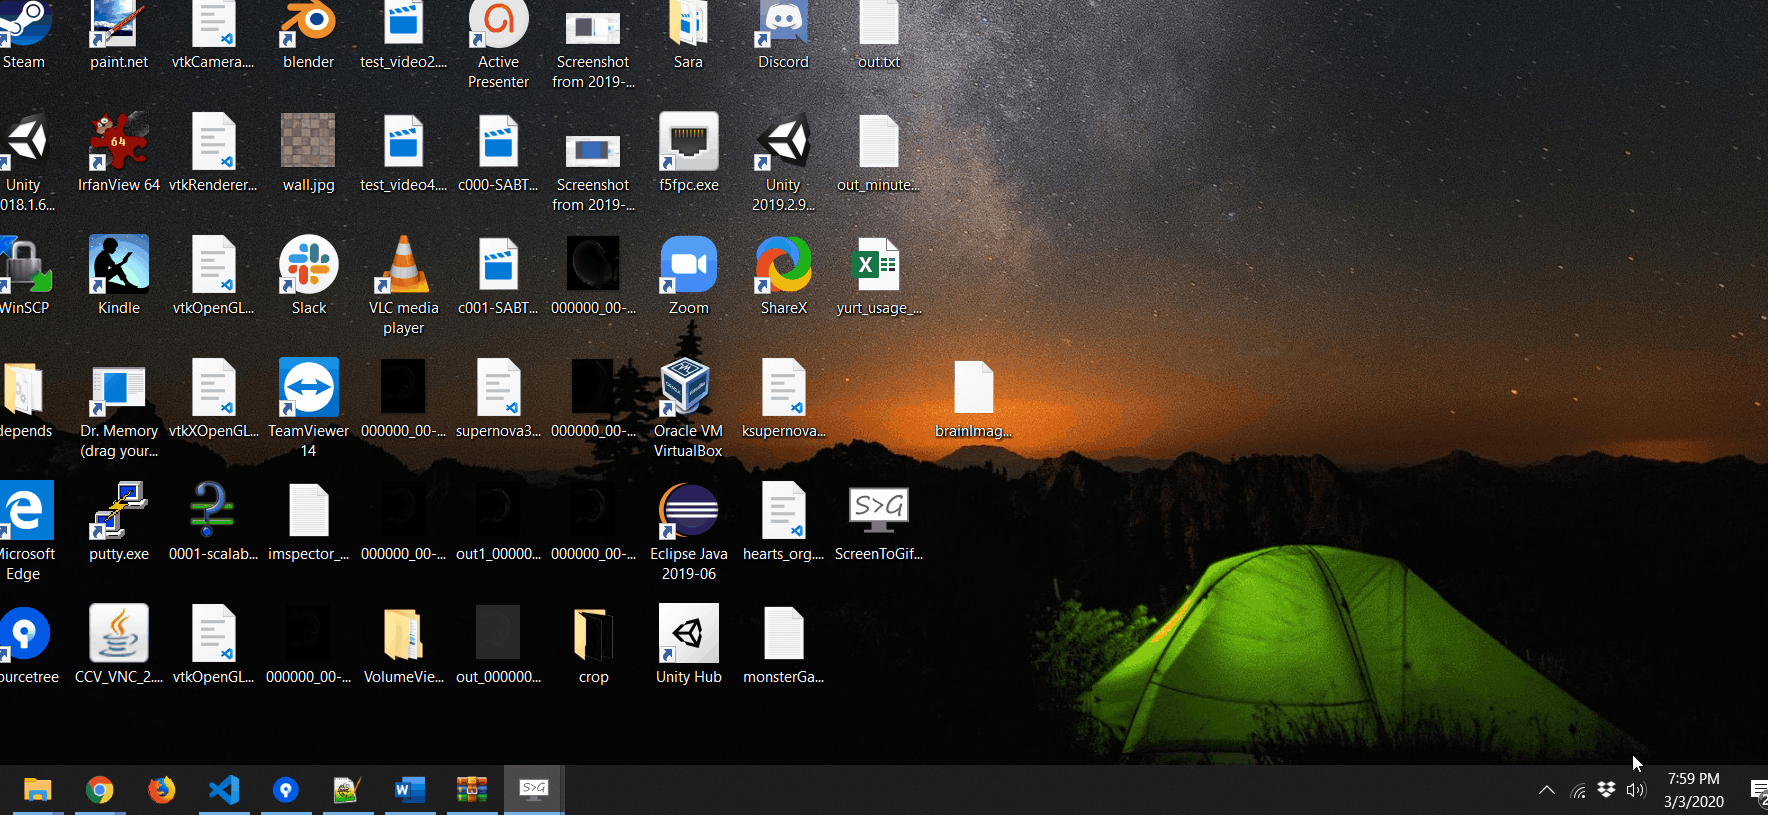 Steam
paint.net
vtkCamera....
blender
test_video2....
Active
Presenter
Screenshot
from 2019-...
Sara
Discord
out.txt
Unity
018.1.6...
64
IrfanView 64
vtkRenderer...
wall.jpg
test_video4....
c000-SABT...
Screenshot
from 2019-...
f5fpc.exe
Unity
2019.2.9...
out_minute...
WinSCP
Kindle
vtkOpenGL...
Slack
VLC media
player
c001-SABT...
000000_00-...
Zoom
ShareX
X
yurt_usage_...
depends
Dr. Memory
(drag your...
vtkXOpenGL...
TeamViewer
14
000000_00-...
supernova3...
000000_00-...
Oracle VM
VirtualBox
ksupernova...
brainImag...
Microsoft
Edge
putty.exe
0001-scalab...
imspector_...
000000_00-...
out1_00000...
000000_00-...
Eclipse Java
2019-06
hearts_org....
S>G
ScreenToGif...
ourcetree
CCV_VNC_2....
vtkOpenGL...
000000_00-...
VolumeVie...
out_000000...
crop
Unity Hub
monsterGa...
W
S>G
7:59 PM
3/3/2020
2